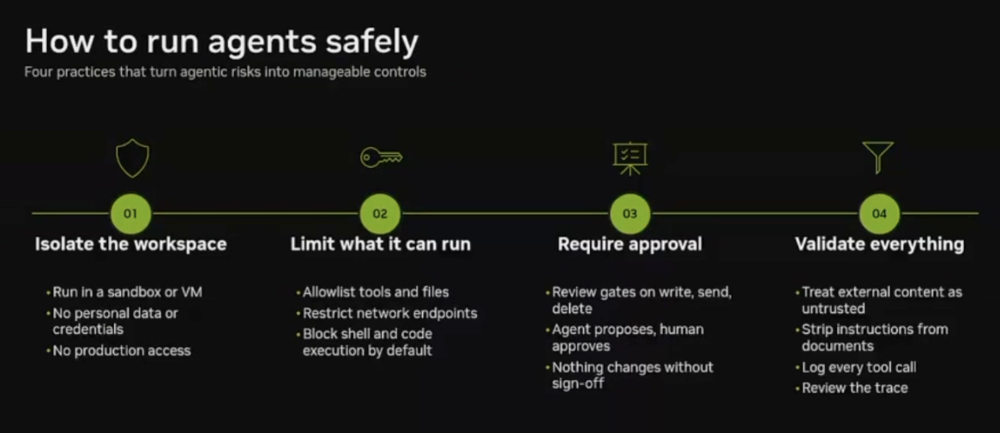 How to run agents safely
Four practices that turn agentic risks into manageable controls
01
Isolate the workspace
•Run in a sandbox or VM
•No personal data or
credentials
•No production access
02
Limit what it can run
•Allowlist tools and files
•Restrict network endpoints
•Block shell and code
execution by default
03
Require approval
•Review gates on write, send,
delete
•Agent proposes, human
approves
•Nothing changes without
sign-off
04
Validate everything
•Treat external content as
untrusted
•Strip instructions from
documents
•Log every tool call
•Review the trace